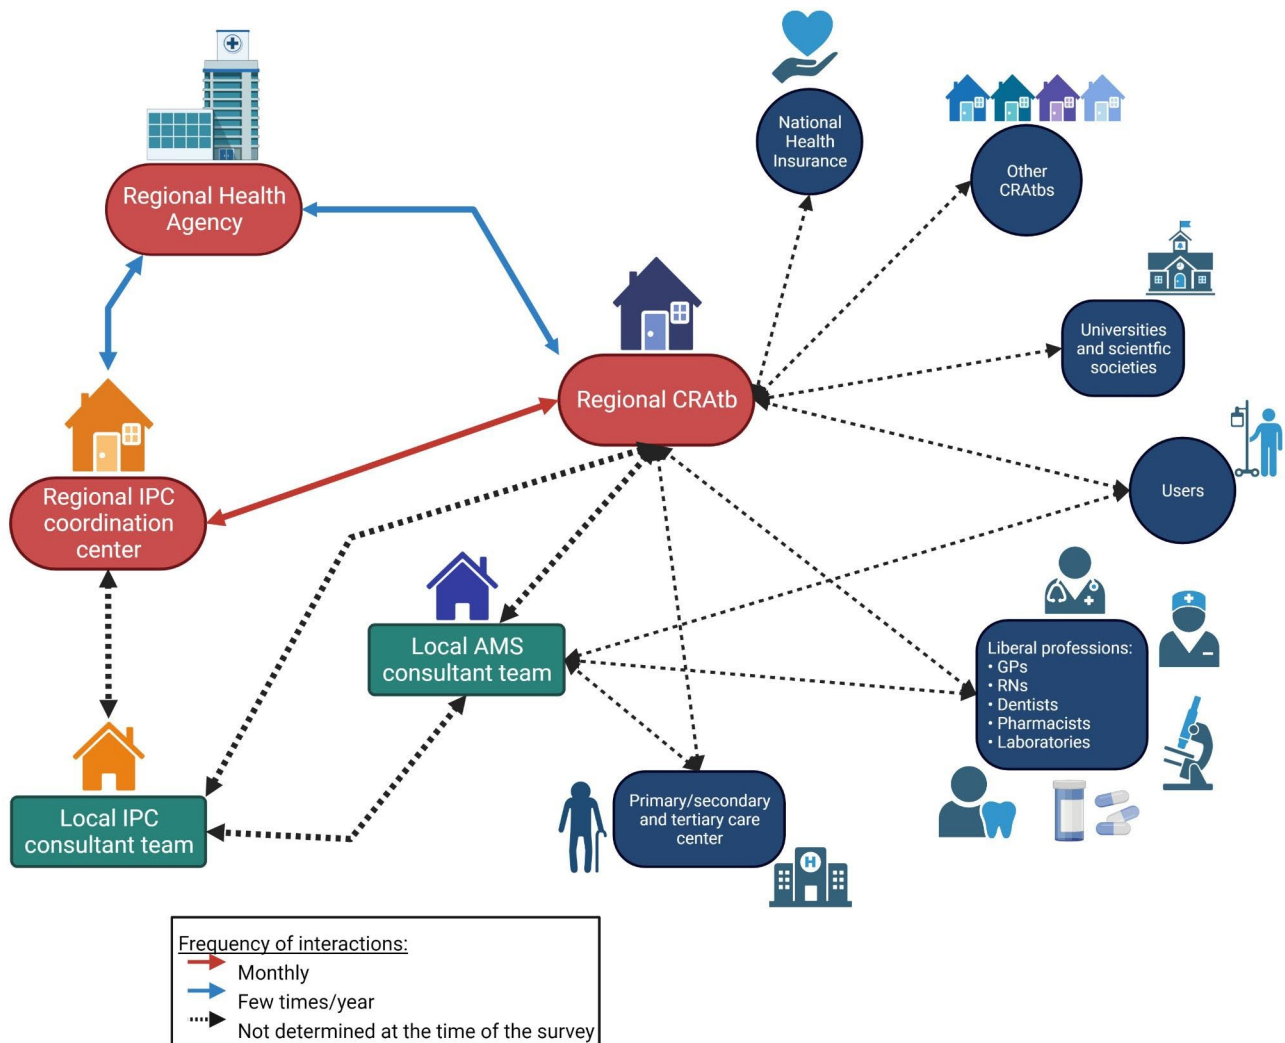 National
Health
Insurance
Other
CRAtbs
Regional Health
Agency
Universities
and scientfic
societies
Regional CRAtb
Users
Regional IPC
coordination
center
Local AMS
consultant team
Liberal professions:
• GPs
• RNs
• Dentists
• Pharmacists
• Laboratories
Local IPC
consultant team
Primary/secondary
and tertiary care
center
H
Frequency of interactions:
Monthly
Few times/year
Not determined at the time of the survey